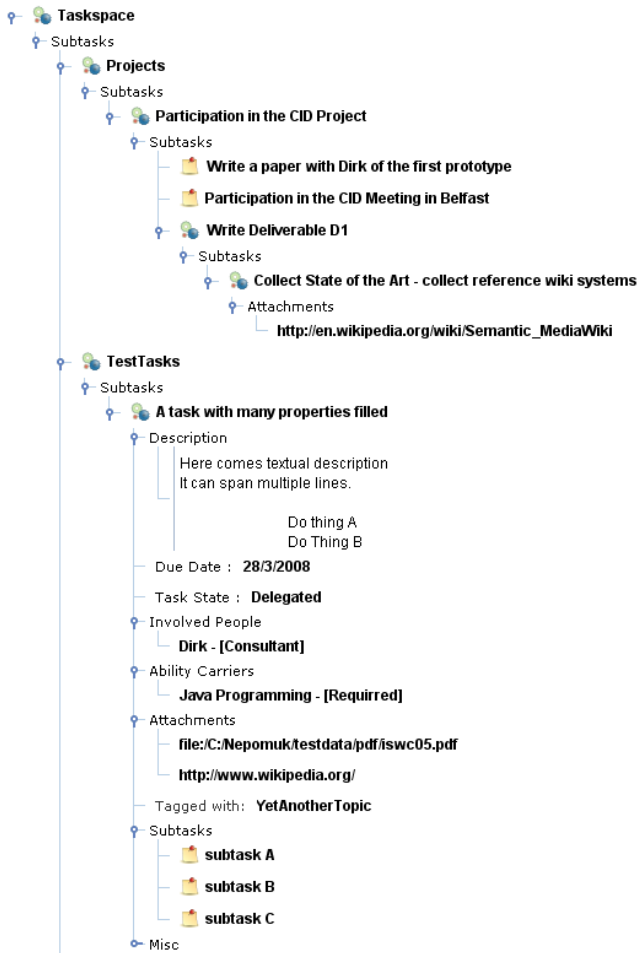 Taskspace
Subtasks
Projects
Subtasks
Participation in the CID Project
Subtasks
Write a paper with Dirk of the first prototype
Participation in the CID Meeting in Belfast
Write Deliverable D1
Subtasks
Collect State of the Art - collect reference wiki systems
Attachments
http://en.wikipedia.org/wiki/Semantic_MediaWiki
TestTasks
Subtasks
A task with many properties filled
Description
Here comes textual description
It can span multiple lines.
Do thing A
Do Thing B
Due Date : 28/3/2008
Task State : Delegated
Involved People
Dirk - [Consultant]
Ability Carriers
Java Programming - [Requirred]
Attachments
file:/C:/Nepomuk/testdata/pdf/iswc05.pdf
http://www.wikipedia.org/
Tagged with: YetAnotherTopic
Subtasks
subtask A
subtask B
subtask C
Misc